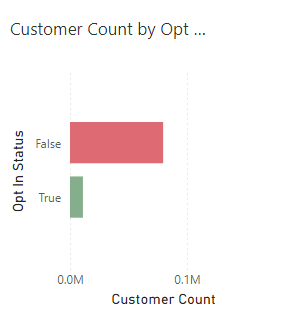 Customer Count by Opt ...
Opt In Status
False
True
0.0M 0.1M
Customer Count